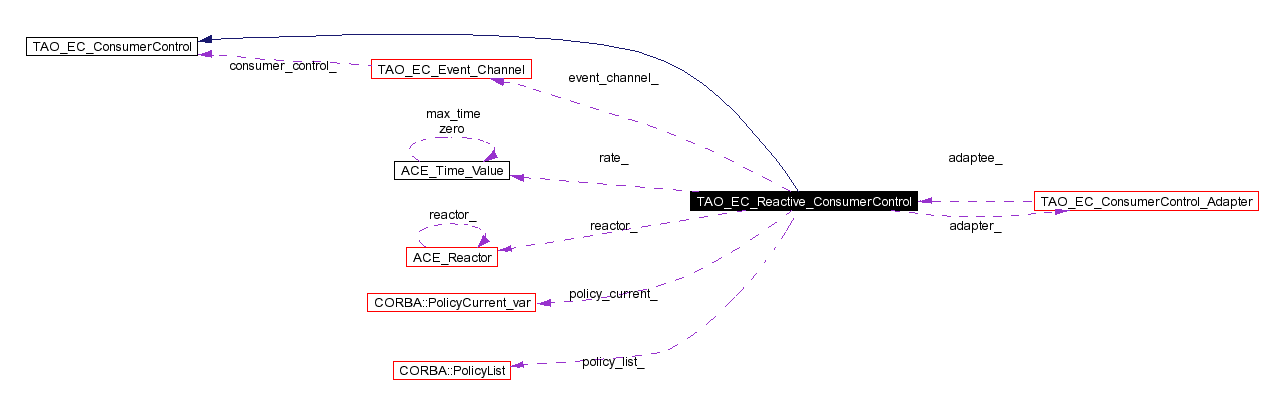 TAO_EC_ConsumerControl
consumer_control_
TAO_EC_Event_Channel
event_channel_
max_time
zero
ACE_Time_Value
rate_
adaptee_
TAO_EC_Reactive_ConsumerControl
TAO_EC_ConsumerControl_Adapter
reactor_
reactor_
adapter_
ACE_Reactor
policy_current_
CORBA::PolicyCurrent_var
policy_list_
CORBA::PolicyList